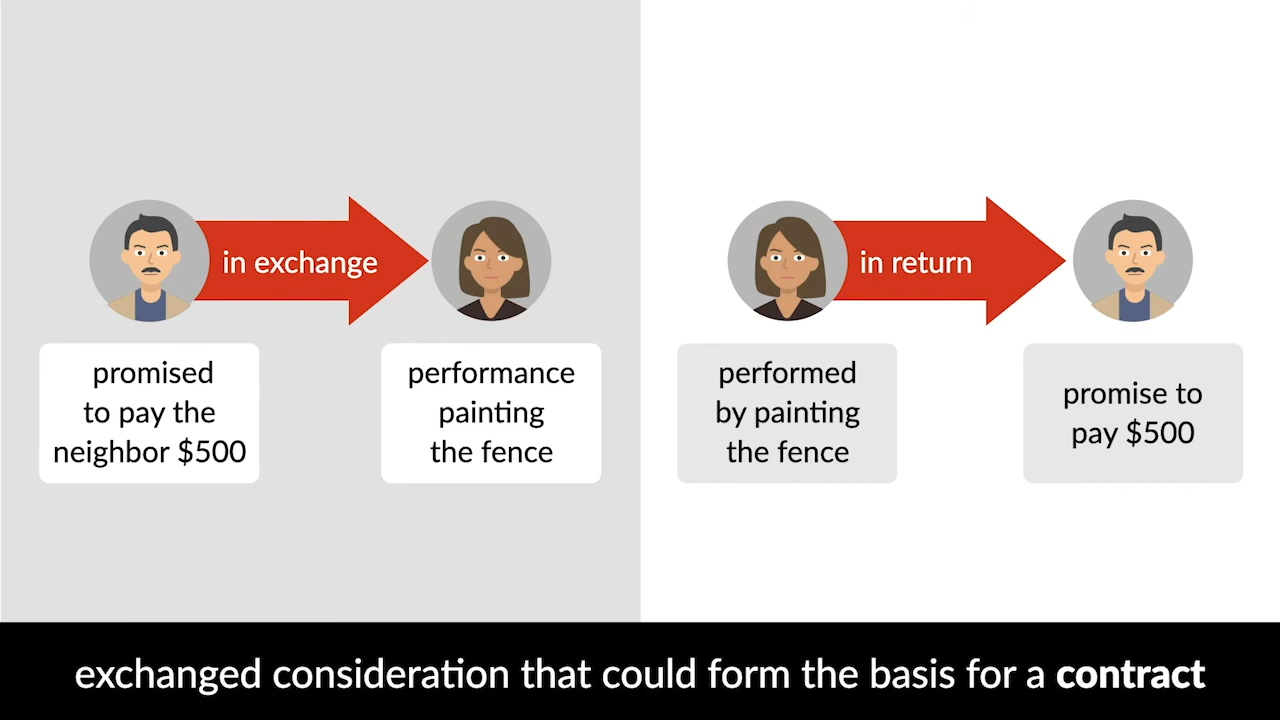 in exchange
promised
to pay the
neighbor $500
performance
painting
the fence
in return
performed
by painting
the fence
promise to
pay $500
exchanged consideration that could form the basis for a contract